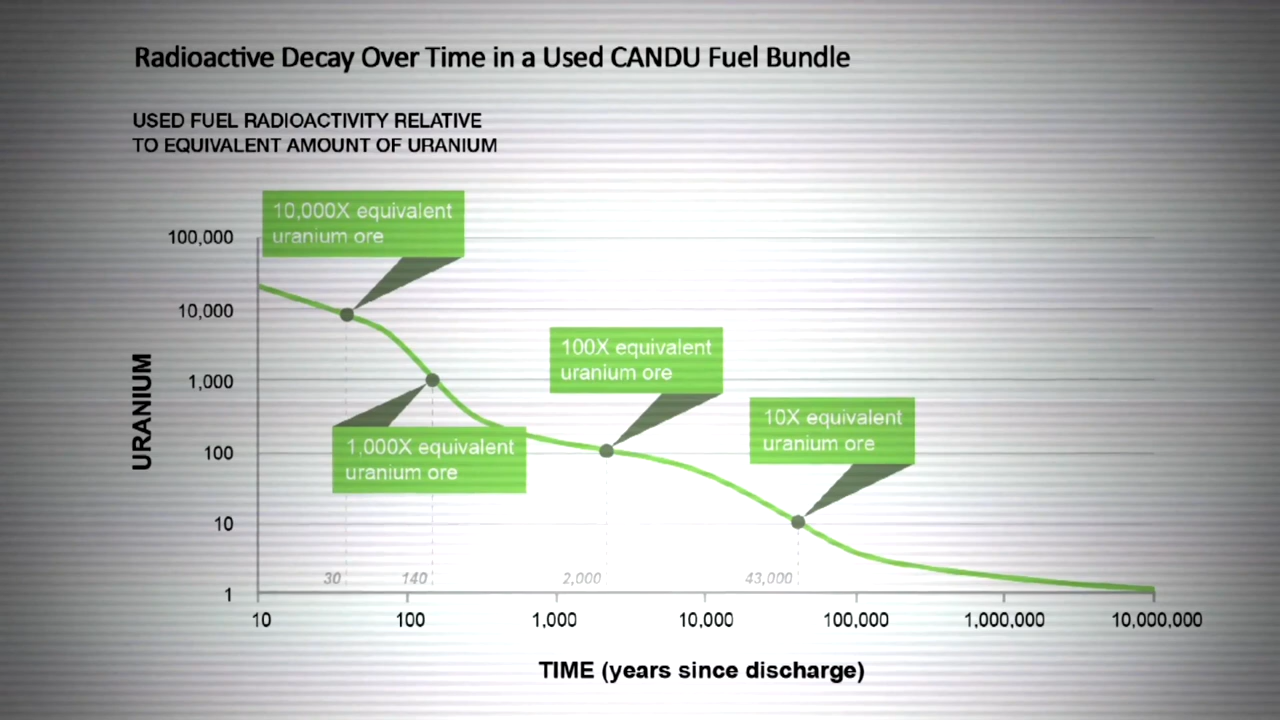 Radioactive Decay Over Time in a Used CANDU Fuel Bundle
USED FUEL RADIOACTIVITY RELATIVE
TO EQUIVALENT AMOUNT OF URANIUM
10,000X equivalent
uranium ore
100,000
10,000
1,000
100
10
1
URANIUM
100X equivalent
uranium ore
10X equivalent
uranium ore
1,000X equivalent
uranium ore
30
140
2,000
43,000
10
100
1,000
10,000
100,000
1,000,000
10,000,000
TIME (years since discharge)